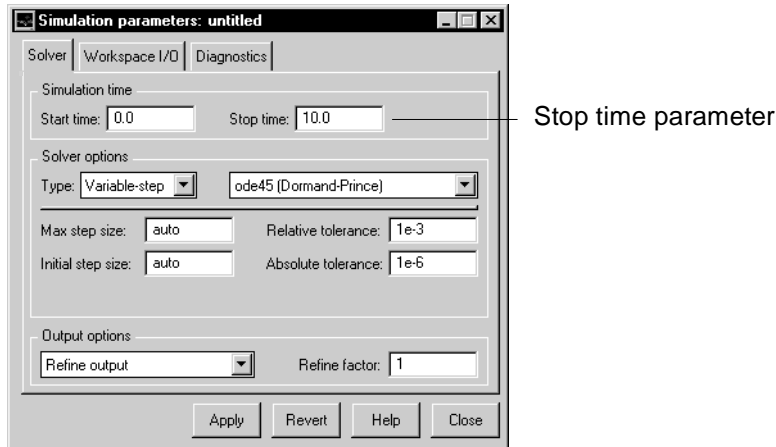 Simulation parameters: untitled
Solver Workspace I/O Diagnostics
Simulation time
Start time: 0.0 Stop time: 10.0
Stop time parameter
Solver options
Type: Variable-step ode45 (Dormand-Prince)
Max step size: auto Relative tolerance: 1e-3
Initial step size: auto Absolute tolerance: 1e-6
Output options
Refine output Refine factor: 1
Apply Revert Help Close